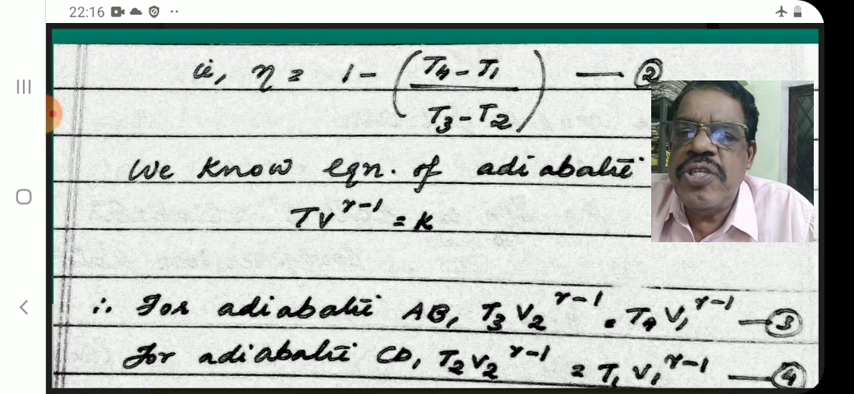 22:16
ie, η = 1 - (T4 - T1 / T3 - T2) — ②
We know eqn. of adiabatic
TV^γ-1 = K
∴ For adiabatic AB, T3 V2^γ-1 = T4 V1^γ-1 — ③
For adiabatic CD, T2 V2^γ-1 = T1 V1^γ-1 — ④